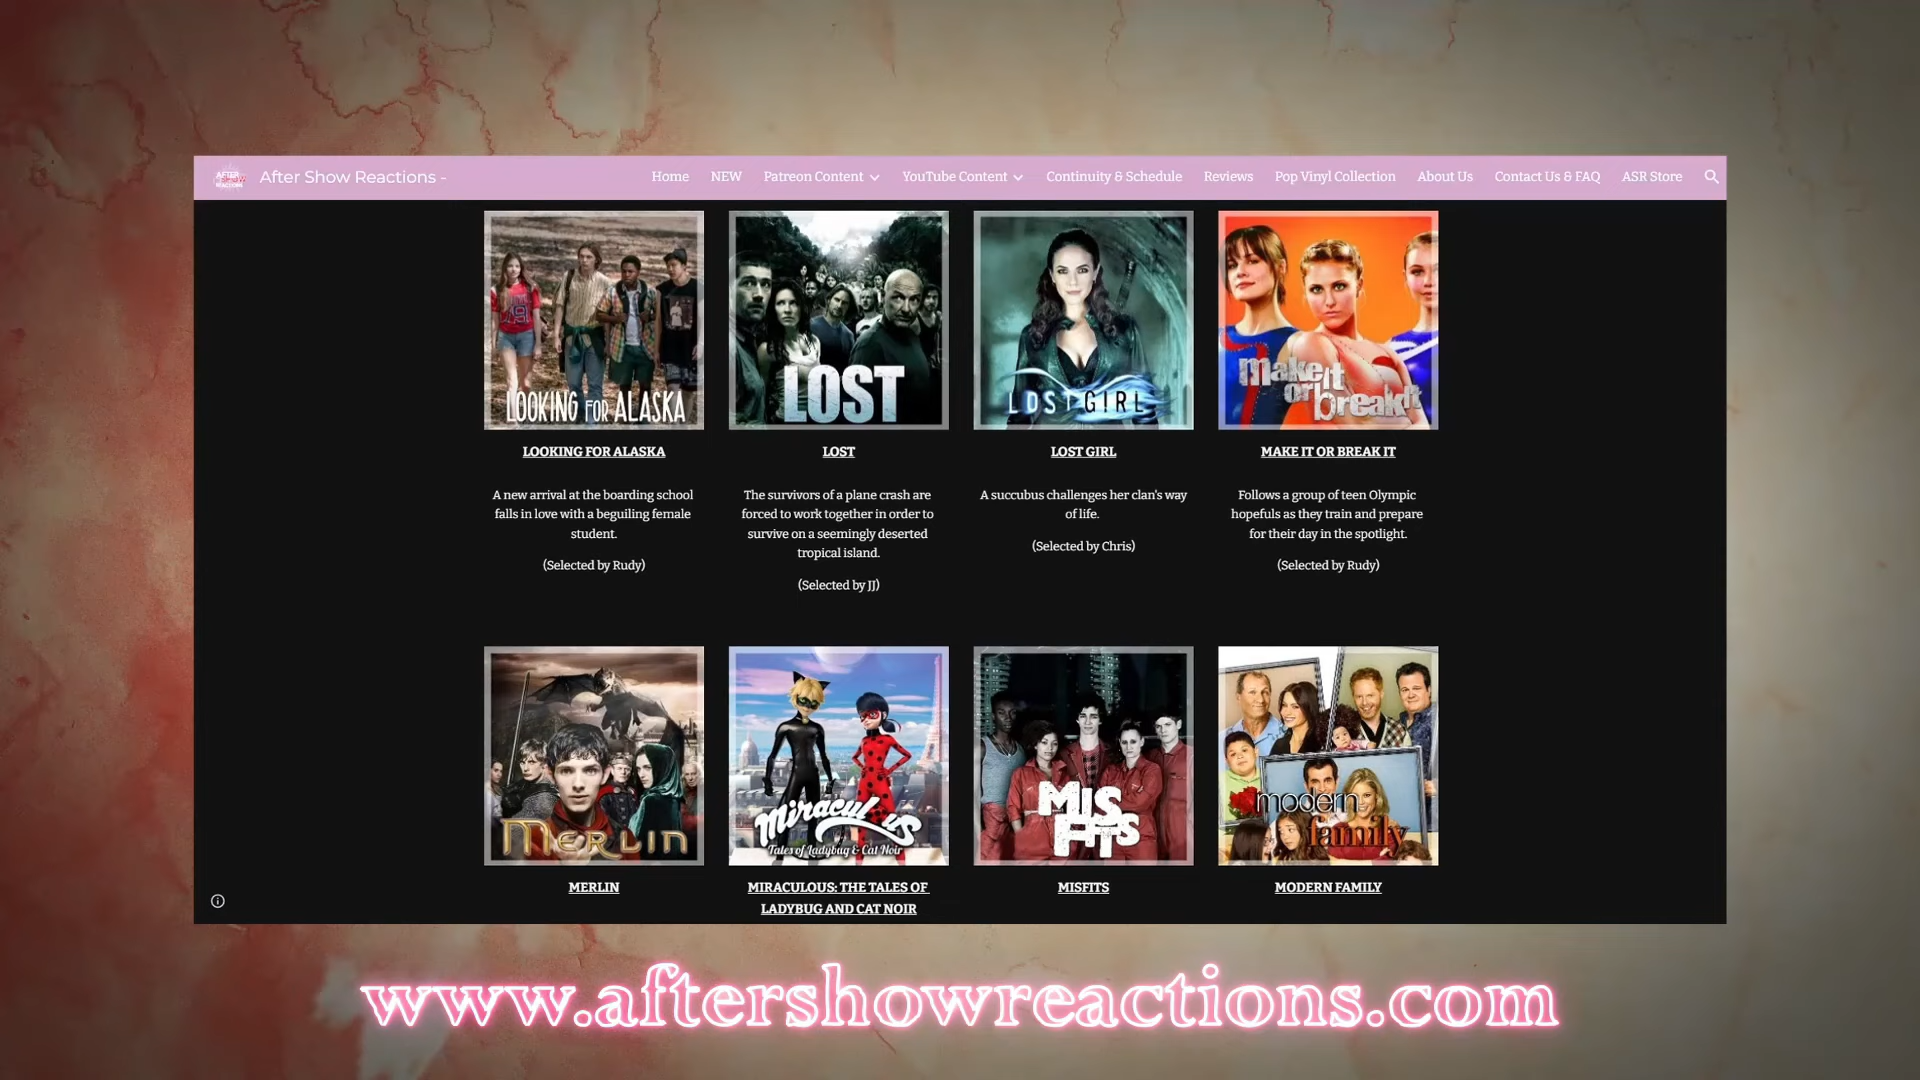 AFTER
SHOW
REACTIONS
After Show Reactions -
Home
NEW
Patreon Content
YouTube Content
Continuity & Schedule
Reviews
Pop Vinyl Collection
About Us
Contact Us & FAQ
ASR Store
LOOKING FOR ALASKA
LOST
LOST GIRL
make it
or break it
LOOKING FOR ALASKA
LOST
LOST GIRL
MAKE IT OR BREAK IT
A new arrival at the boarding school
falls in love with a beguiling female
student.
(Selected by Rudy)
The survivors of a plane crash are
forced to work together in order to
survive on a seemingly deserted
tropical island.
(Selected by JJ)
A succubus challenges her clan's way
of life.
(Selected by Chris)
Follows a group of teen Olympic
hopefuls as they train and prepare
for their day in the spotlight.
(Selected by Rudy)
MERLIN
Miraculous
Tales of Ladybug & Cat Noir
MIS
FITS
modern
family
MERLIN
MIRACULOUS: THE TALES OF
LADYBUG AND CAT NOIR
MISFITS
MODERN FAMILY
www.aftershowreactions.com